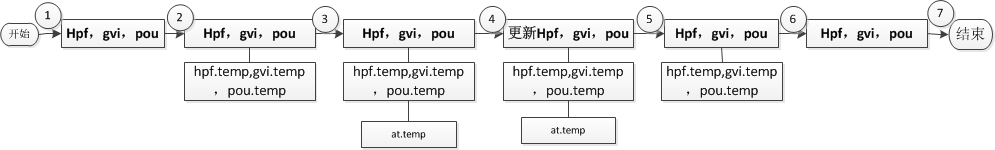 1
2
3
4
5
6
7
开始
Hpf，gvi，pou
Hpf，gvi，pou
Hpf，gvi，pou
更新Hpf，gvi，pou
Hpf，gvi，pou
Hpf，gvi，pou
结束
hpf.temp,gvi.temp
，pou.temp
hpf.temp,gvi.temp
，pou.temp
hpf.temp,gvi.temp
，pou.temp
hpf.temp,gvi.temp
，pou.temp
at.temp
at.temp